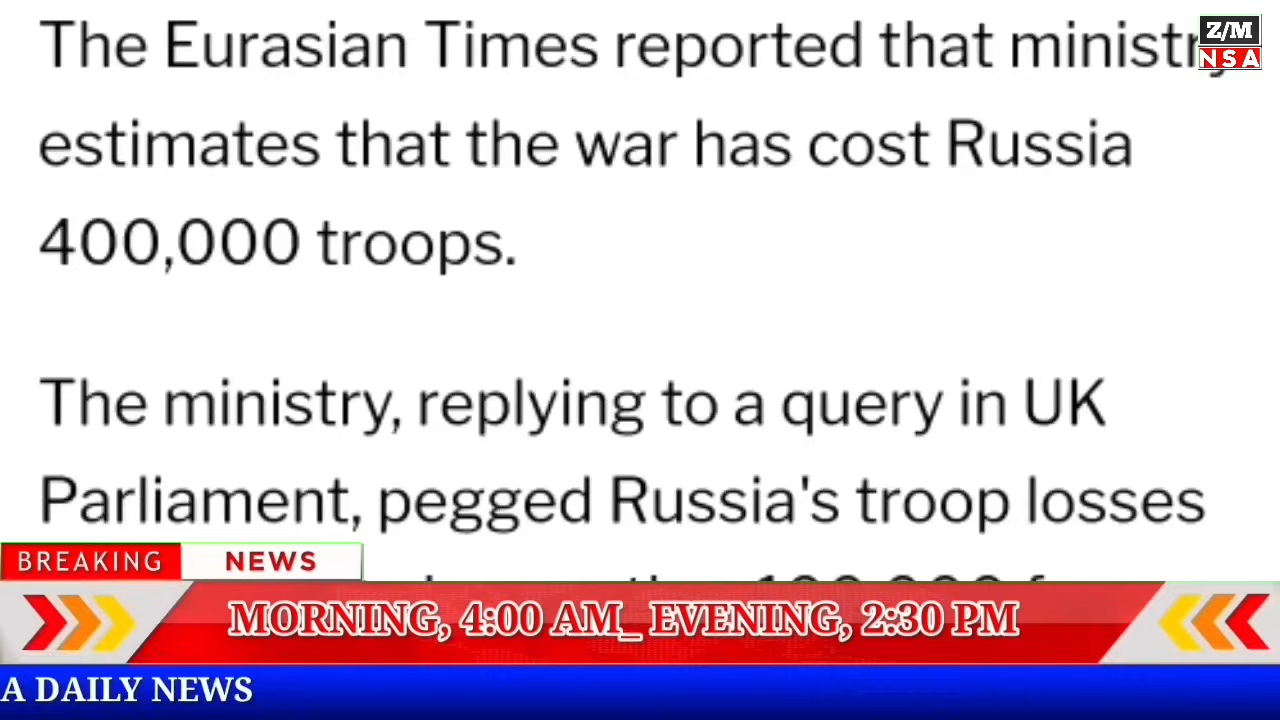 The Eurasian Times reported that ministry
estimates that the war has cost Russia
400,000 troops.
The ministry, replying to a query in UK
Parliament, pegged Russia's troop losses
Z/M
NSA
BREAKING NEWS
MORNING, 4:00 AM_ EVENING, 2:30 PM
A DAILY NEWS